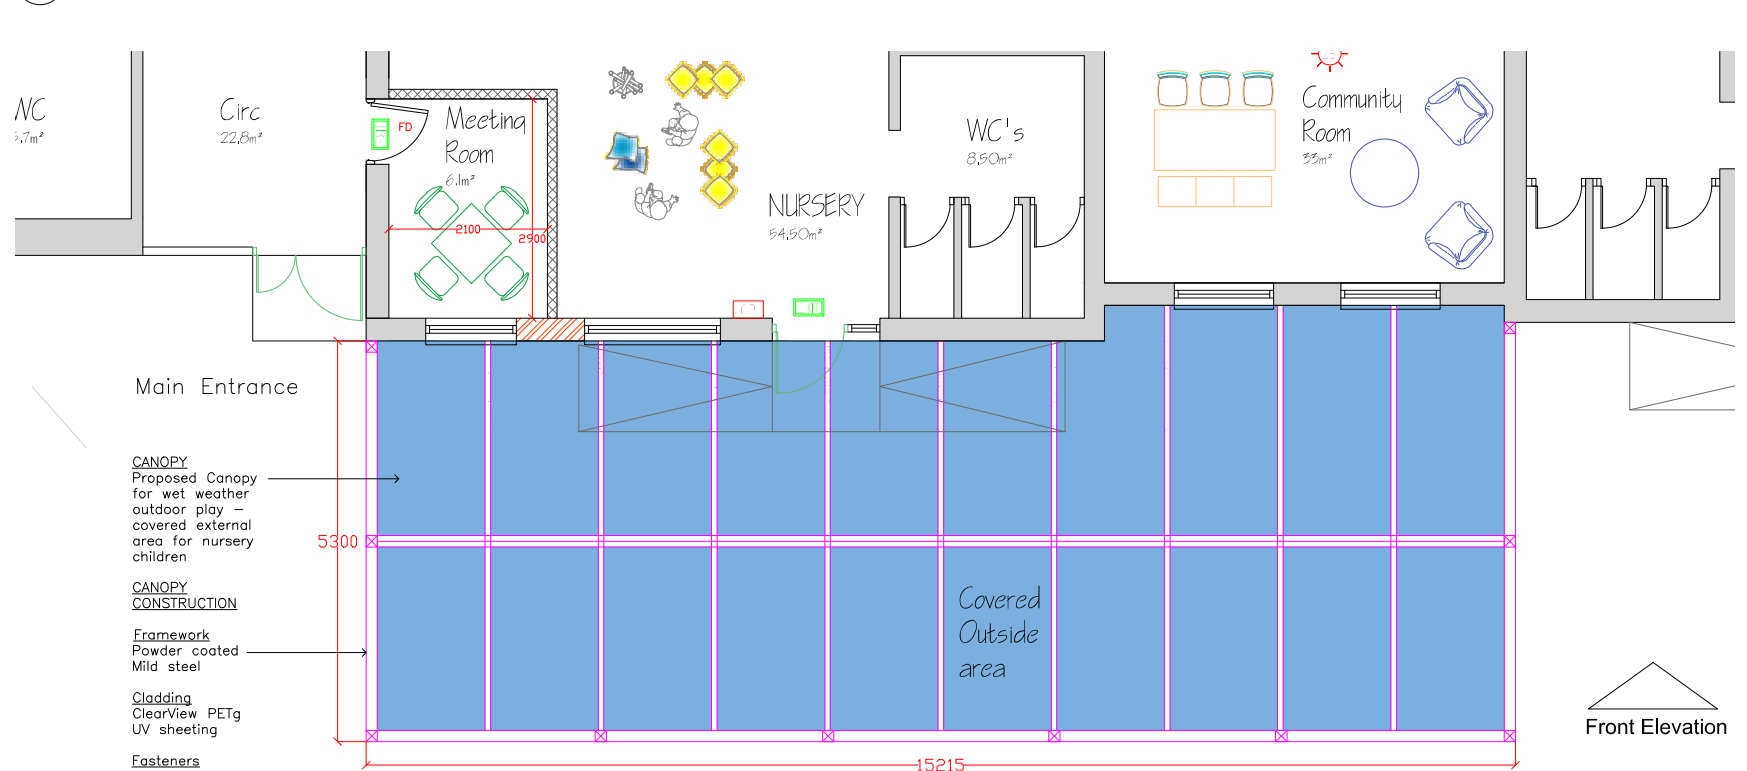 WC
Circ
22.8m²
FD
Meeting
Room
6.1m²
2100
2900
NURSERY
54.50m²
WC's
8.50m²
Community
Room
33m²
Main Entrance
CANOPY
Proposed Canopy
for wet weather
outdoor play –
covered external
area for nursery
children
CANOPY
CONSTRUCTION
Framework
Powder coated
Mild steel
Cladding
ClearView PETg
UV sheeting
Fasteners
5300
Covered
Outside
area
15215
Front Elevation